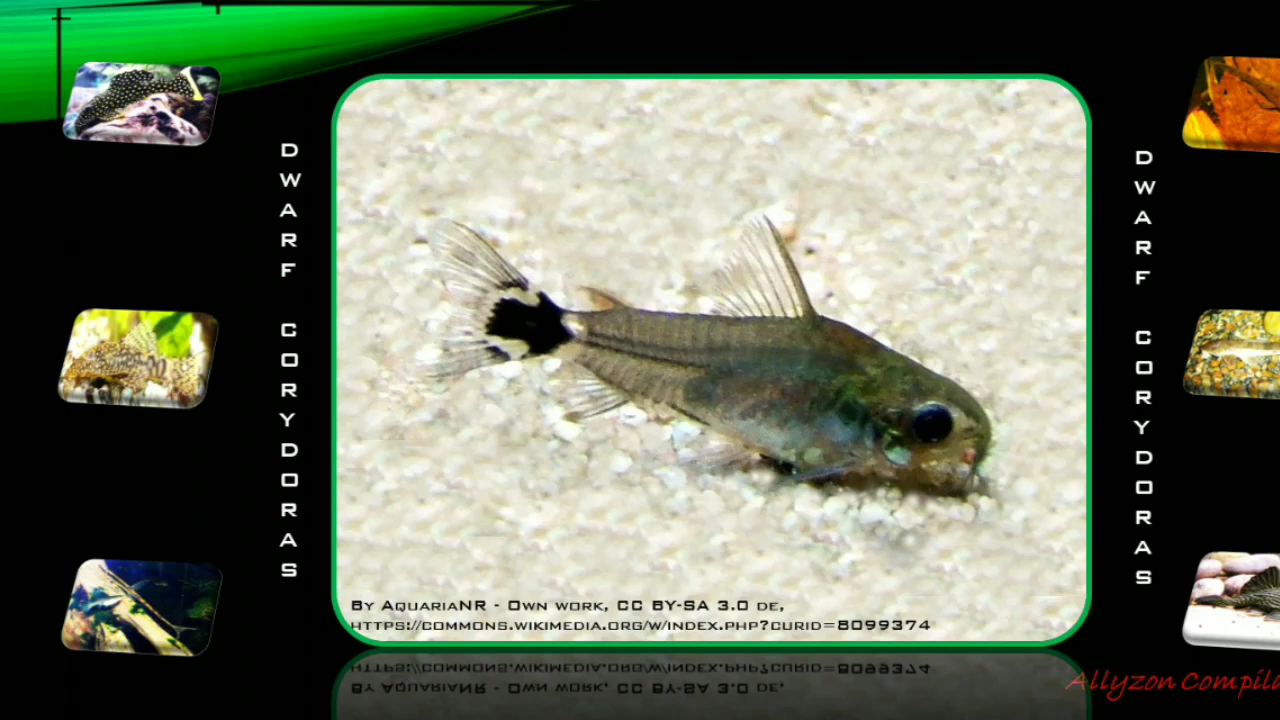 DWARF CORYDORAS
DWARF CORYDORAS
By AquariaNR - Own work, CC BY-SA 3.0 de,
https://commons.wikimedia.org/w/index.php?curid=8099374
Allyzon